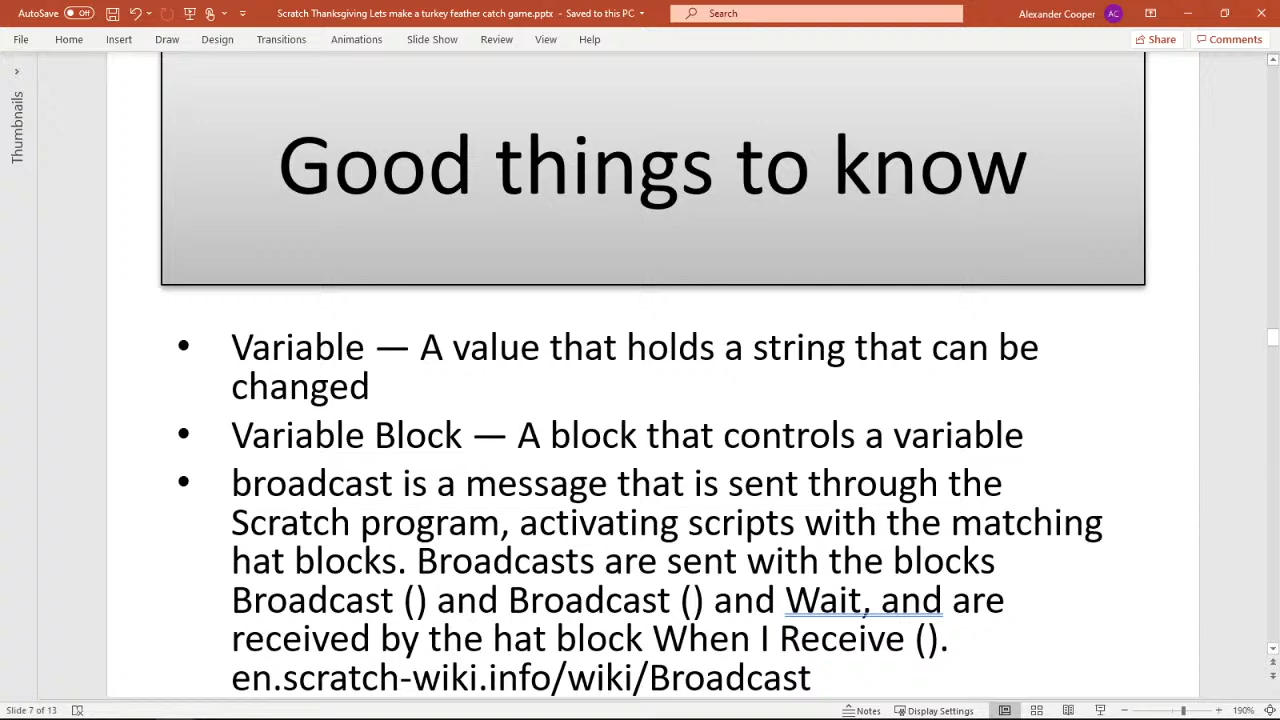 AutoSave Off Scratch Thanksgiving Lets make a turkey feather catch game.pptx - Saved to this PC Search Alexander Cooper AC
File Home Insert Draw Design Transitions Animations Slide Show Review View Help Share Comments
Thumbnails
Good things to know
• Variable — A value that holds a string that can be
changed
• Variable Block — A block that controls a variable
• broadcast is a message that is sent through the
Scratch program, activating scripts with the matching
hat blocks. Broadcasts are sent with the blocks
Broadcast () and Broadcast () and Wait, and are
received by the hat block When I Receive ().
en.scratch-wiki.info/wiki/Broadcast
Slide 7 of 13 Notes Display Settings 190%